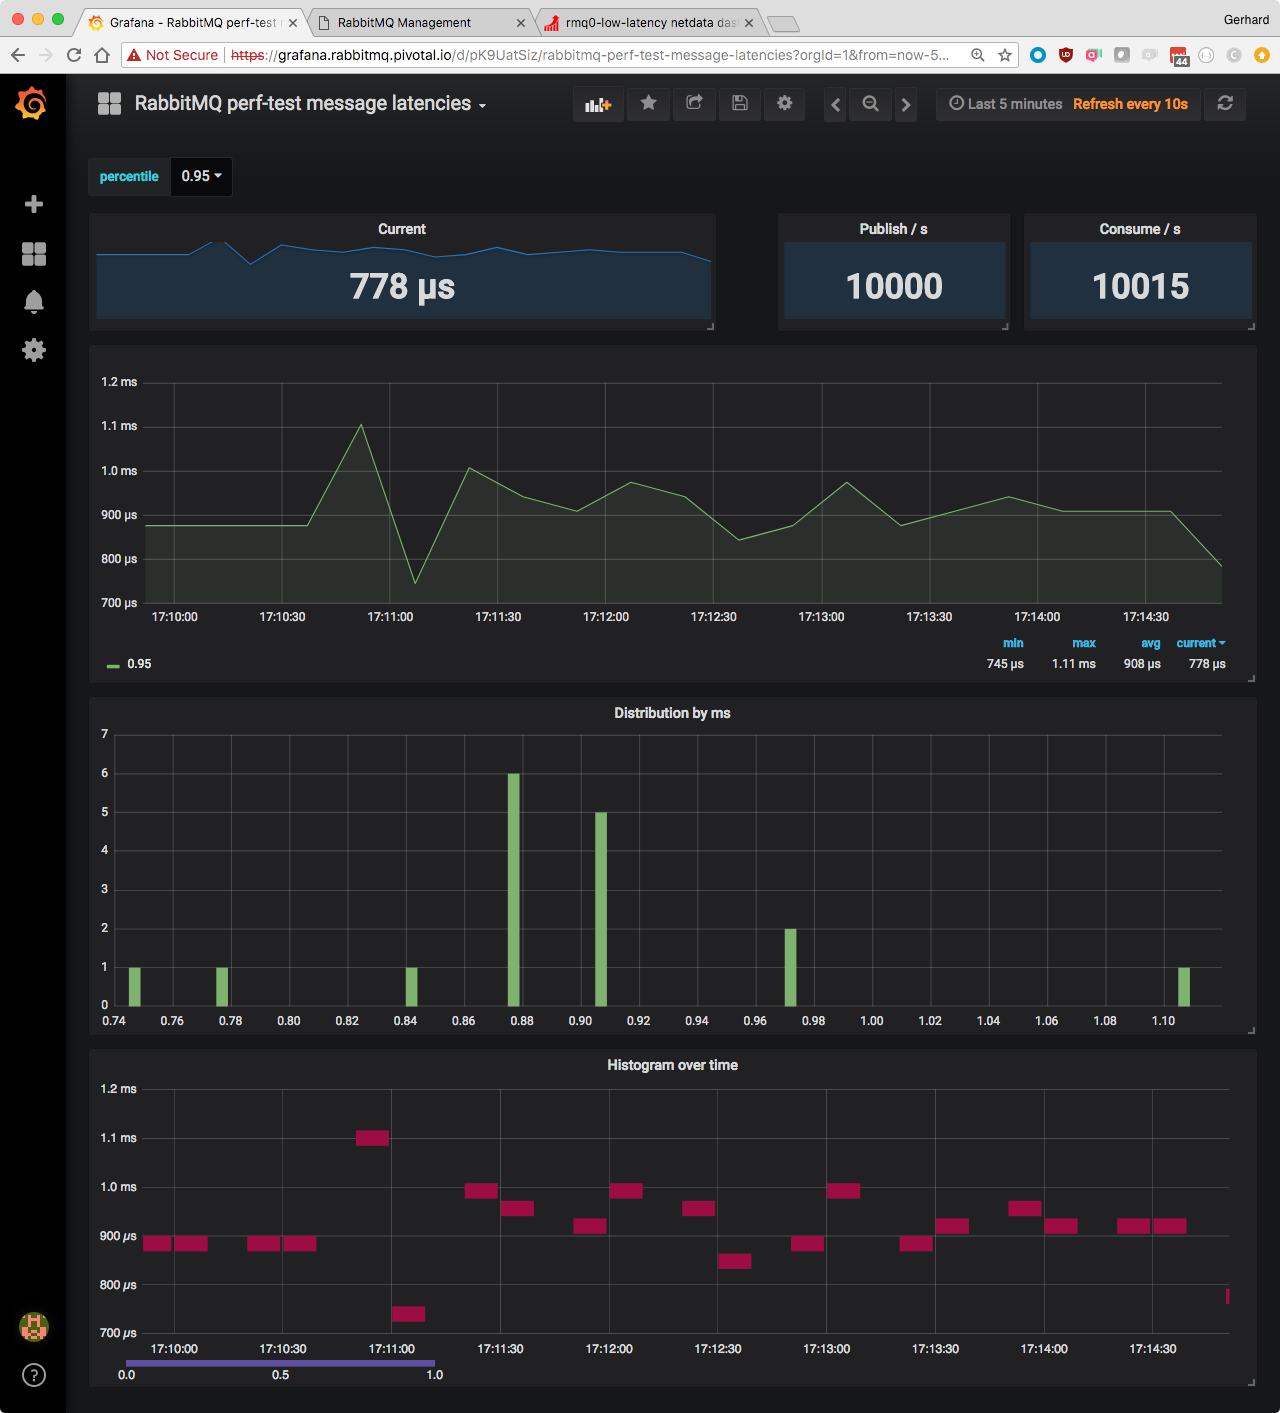 Grafana - RabbitMQ perf-test
RabbitMQ Management
rmq0-low-latency netdata das
Gerhard
Not Secure
https://grafana.rabbitmq.pivotal.io/d/pK9UatSiz/rabbitmq-perf-test-message-latencies?orgId=1&from=now-5...
44
RabbitMQ perf-test message latencies
Last 5 minutes Refresh every 10s
percentile 0.95
Current
778 µs
Publish / s
10000
Consume / s
10015
1.2 ms
1.1 ms
1.0 ms
900 µs
800 µs
700 µs
17:10:00 17:10:30 17:11:00 17:11:30 17:12:00 17:12:30 17:13:00 17:13:30 17:14:00 17:14:30
min max avg current
0.95 745 µs 1.11 ms 908 µs 778 µs
Distribution by ms
7
6
5
4
3
2
1
0
0.74 0.76 0.78 0.80 0.82 0.84 0.86 0.88 0.90 0.92 0.94 0.96 0.98 1.00 1.02 1.04 1.06 1.08 1.10
Histogram over time
1.2 ms
1.1 ms
1.0 ms
900 µs
800 µs
700 µs
17:10:00 17:10:30 17:11:00 17:11:30 17:12:00 17:12:30 17:13:00 17:13:30 17:14:00 17:14:30
0.0 0.5 1.0
?